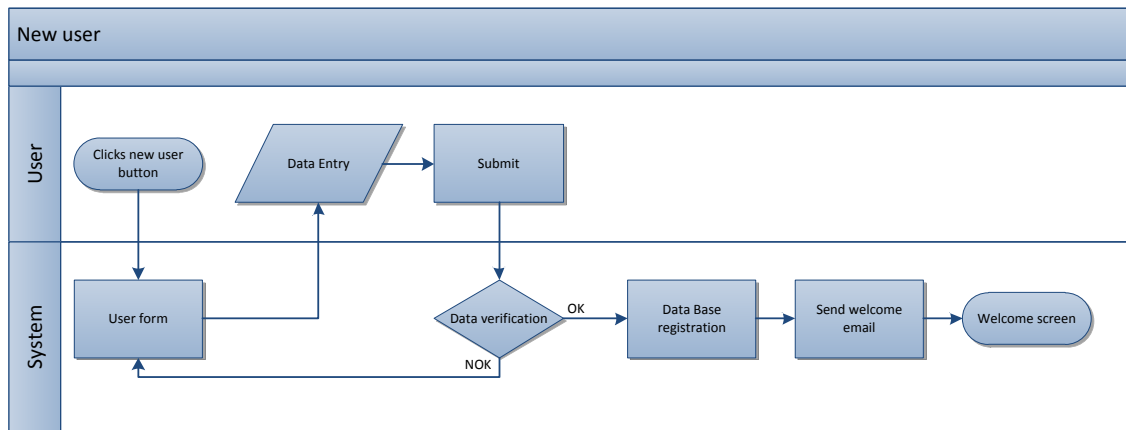 New user
User
Clicks new user
button
Data Entry
Submit
System
User form
Data verification
OK
NOK
Data Base
registration
Send welcome
email
Welcome screen